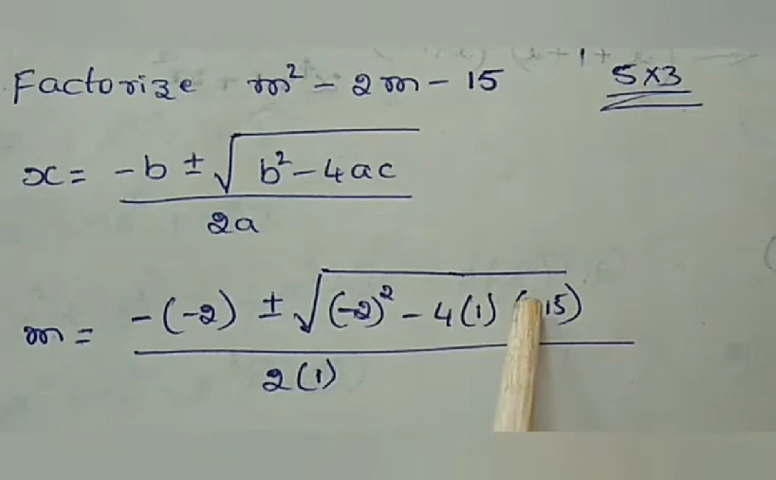 Factorize m² - 2m - 15 5×3
x = -b ± √b² - 4ac / 2a
m = -(-2) ± √(-2)² - 4(1)( 15) / 2(1)